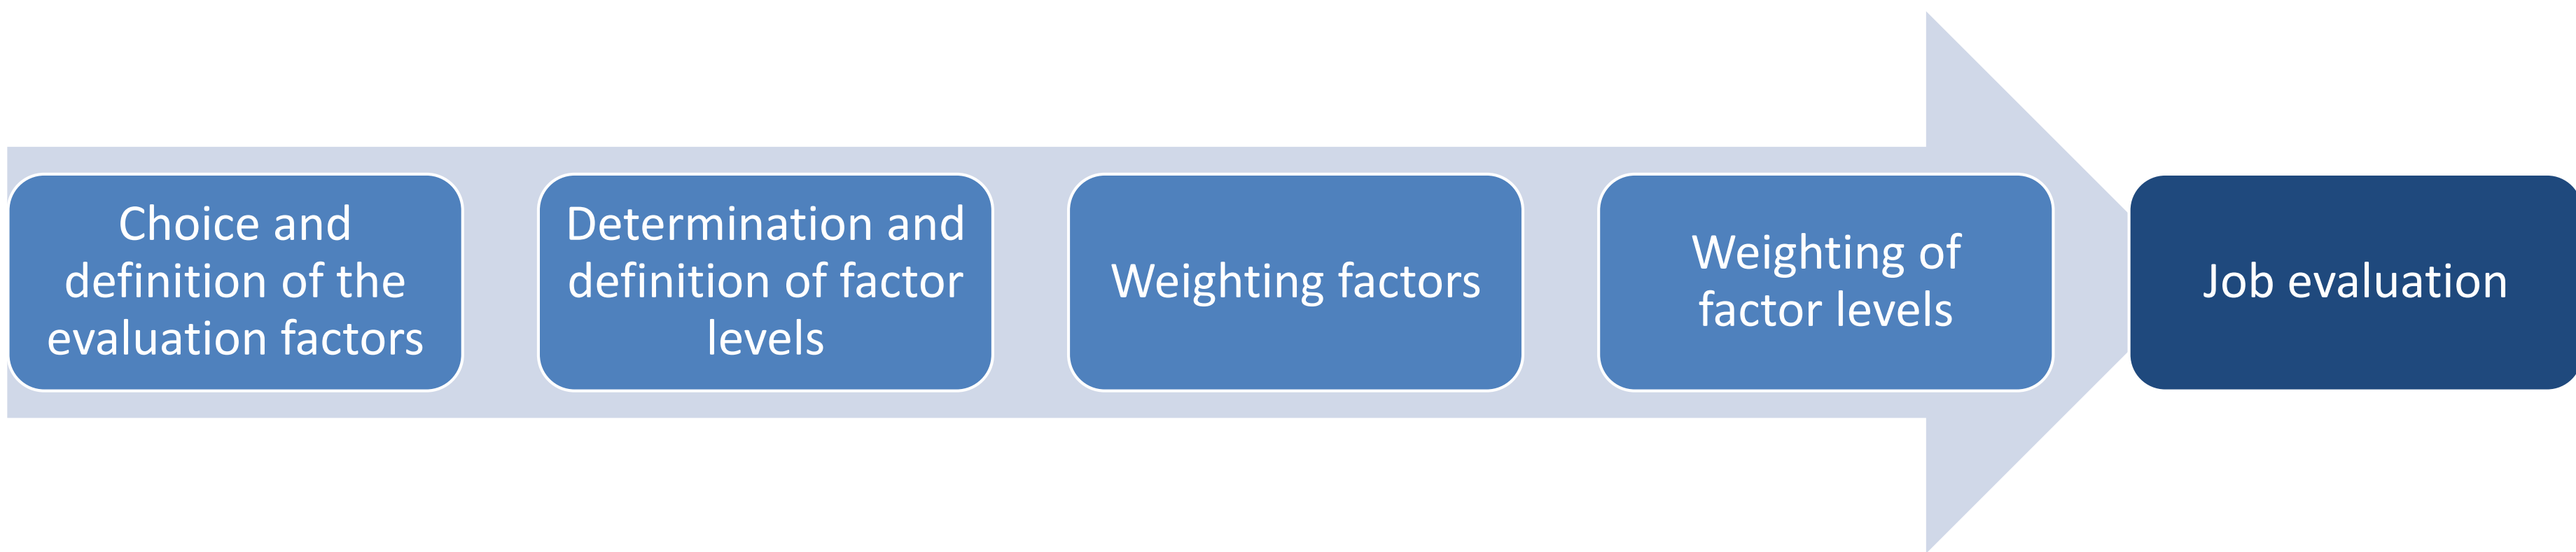 Choice and
definition of the
evaluation factors
Determination and
definition of factor
levels
Weighting factors
Weighting of
factor levels
Job evaluation